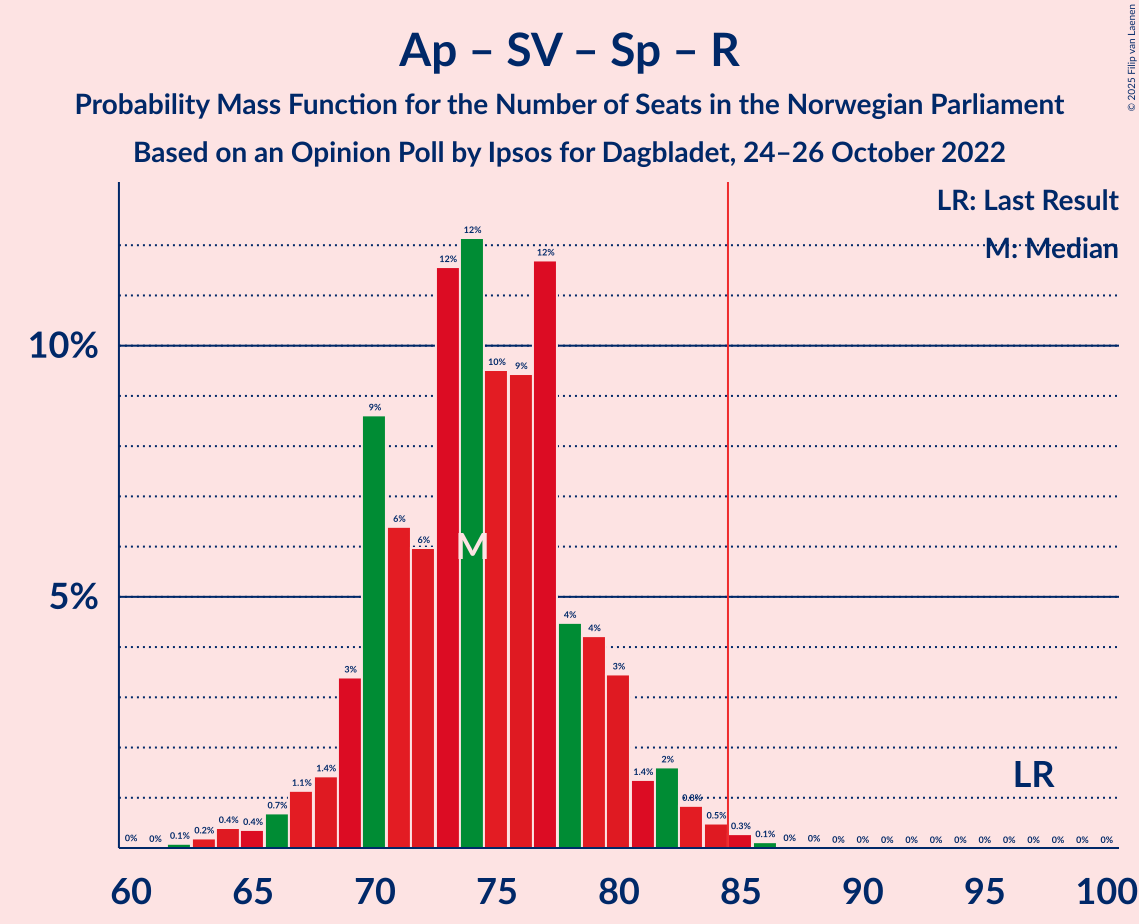 Ap – SV – Sp – R
Probability Mass Function for the Number of Seats in the Norwegian Parliament
Based on an Opinion Poll by Ipsos for Dagbladet, 24–26 October 2022
© 2025 Filip van Laenen
LR: Last Result
M: Median
10%
5%
0% 0% 0.1% 0.2% 0.4% 0.4% 0.7% 1.1% 1.4% 3% 9% 6% 6% 12% 12% 10% 9% 12% 4% 4% 3% 1.4% 2% 0.8% 0.5% 0.3% 0.1% 0% 0% 0% 0% 0% 0% 0% 0% 0% 0% 0% 0% 0% 0%
M
LR
60 65 70 75 80 85 90 95 100